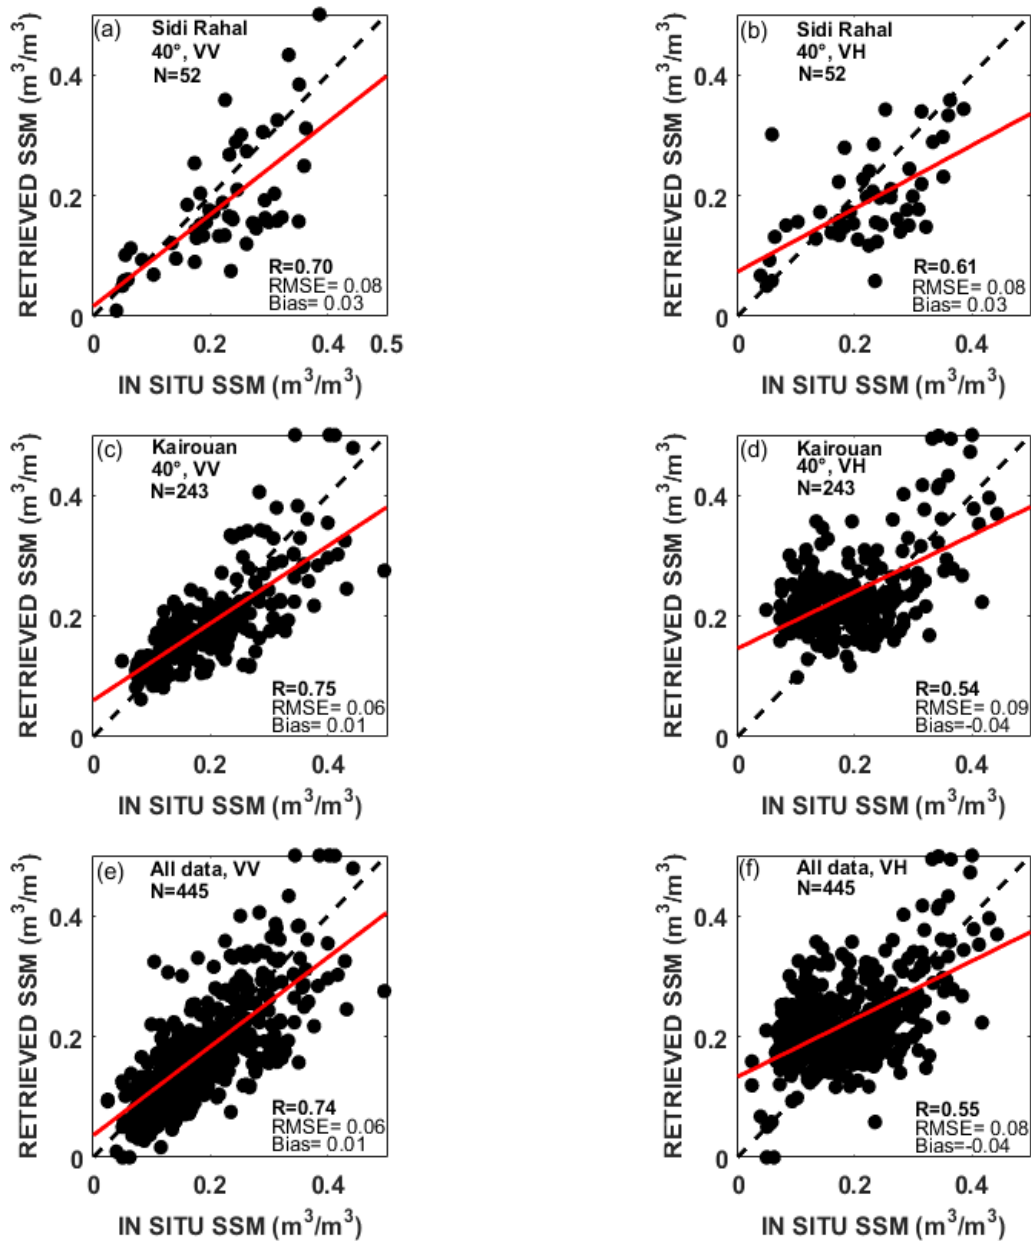 (a)
Sidi Rahal
40°, VV
N=52
RETRIEVED SSM (m³/m³)
0.4
0.2
0
R=0.70
RMSE= 0.08
Bias= 0.03
0 0.2 0.4 0.5
IN SITU SSM (m³/m³)
(b)
Sidi Rahal
40°, VH
N=52
RETRIEVED SSM (m³/m³)
0.4
0.2
0
R=0.61
RMSE= 0.08
Bias= 0.03
0 0.2 0.4
IN SITU SSM (m³/m³)
(c)
Kairouan
40°, VV
N=243
RETRIEVED SSM (m³/m³)
0.4
0.2
0
R=0.75
RMSE= 0.06
Bias= 0.01
0 0.2 0.4
IN SITU SSM (m³/m³)
(d)
Kairouan
40°, VH
N=243
RETRIEVED SSM (m³/m³)
0.4
0.2
0
R=0.54
RMSE= 0.09
Bias=-0.04
0 0.2 0.4
IN SITU SSM (m³/m³)
(e)
All data, VV
N=445
RETRIEVED SSM (m³/m³)
0.4
0.2
0
R=0.74
RMSE= 0.06
Bias= 0.01
0 0.2 0.4
IN SITU SSM (m³/m³)
(f)
All data, VH
N=445
RETRIEVED SSM (m³/m³)
0.4
0.2
0
R=0.55
RMSE= 0.08
Bias=-0.04
0 0.2 0.4
IN SITU SSM (m³/m³)